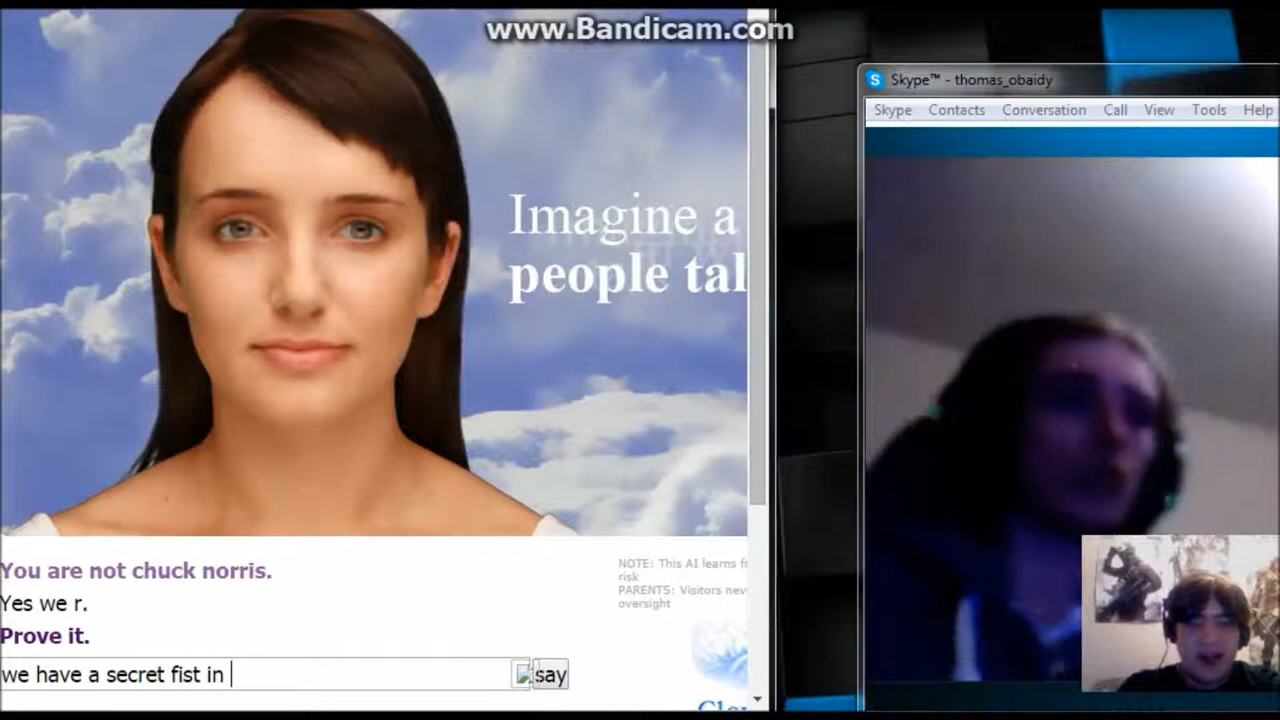 www.Bandicam.com
Skype™ - thomas_obaidy
Skype Contacts Conversation Call View Tools Help
Imagine a
people tal
You are not chuck norris.
Yes we r.
Prove it.
we have a secret fist in
say
NOTE: This AI learns fr
risk
PARENTS: Visitors nev
oversight
Clev